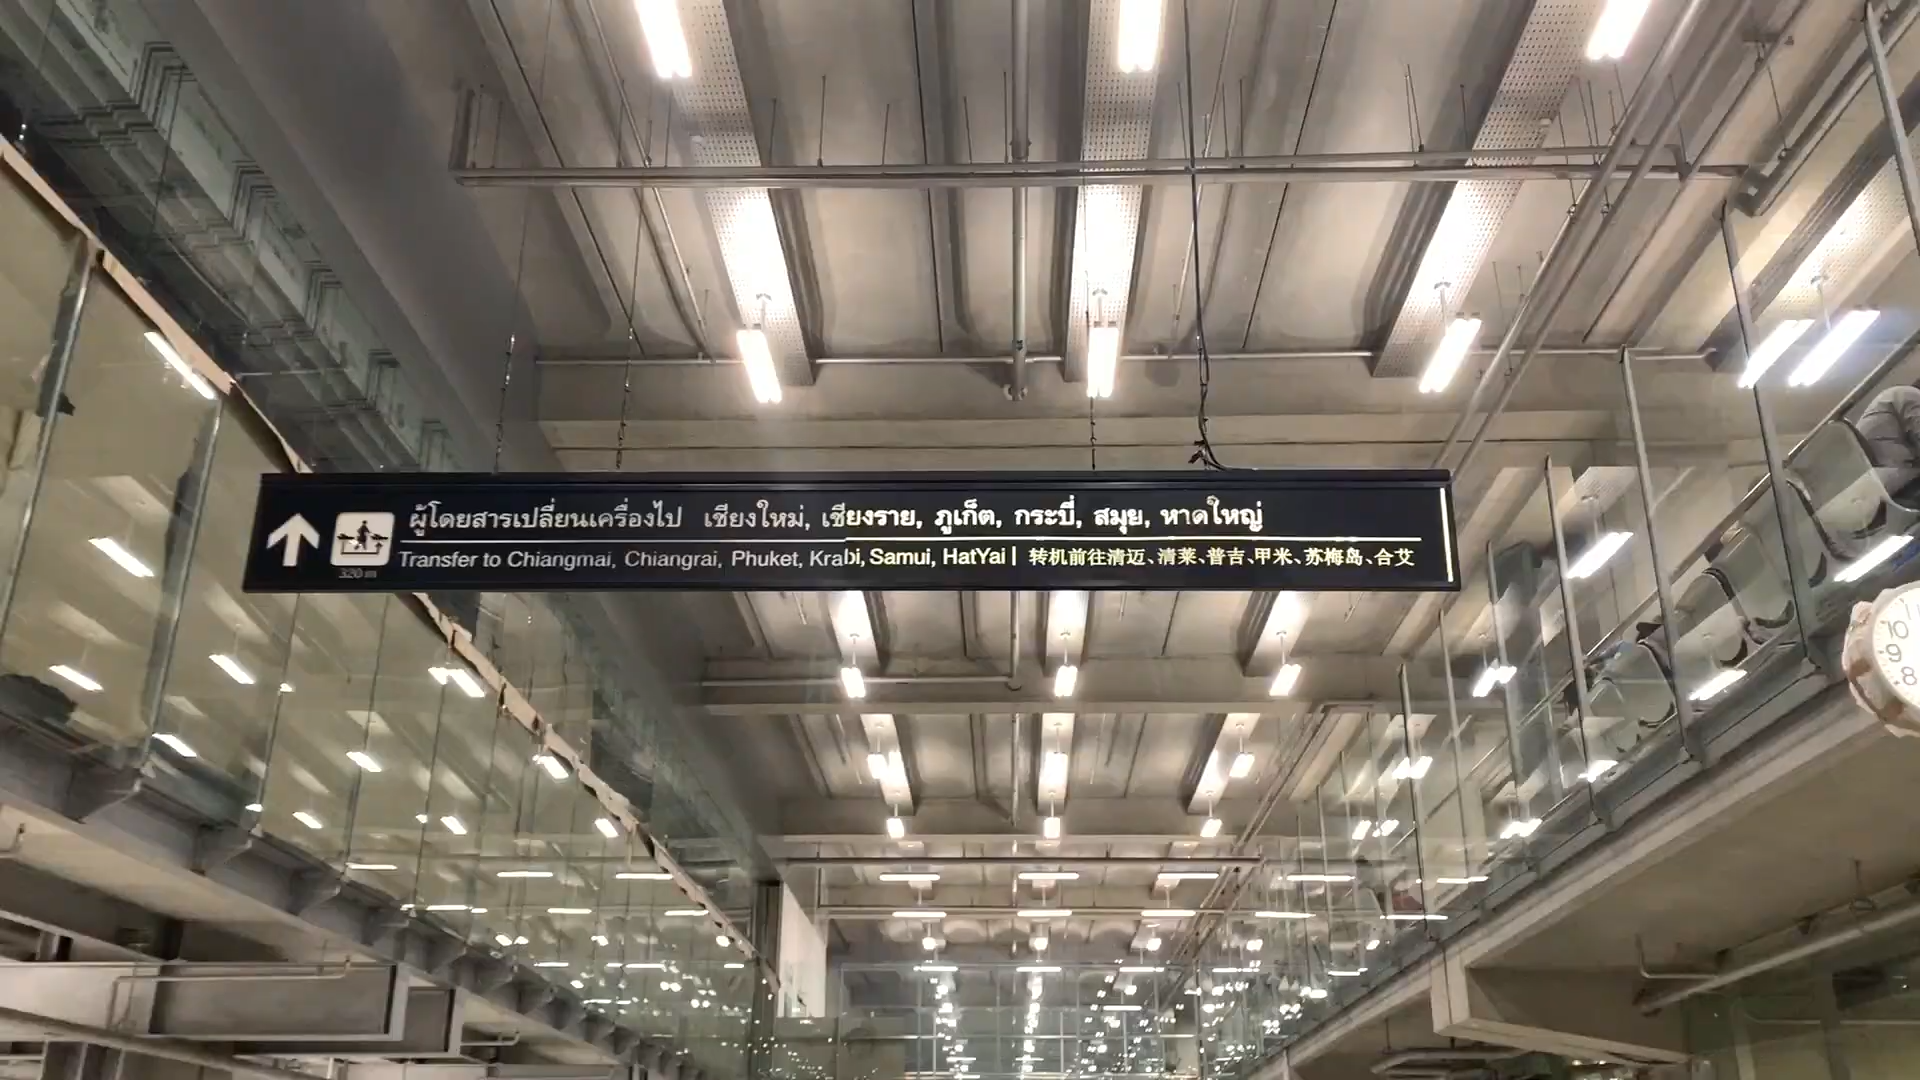 ผู้โดยสารเปลี่ยนเครื่องไป เชียงใหม่, เชียงราย, ภูเก็ต, กระบี่, สมุย, หาดใหญ่
320 m
Transfer to Chiangmai, Chiangrai, Phuket, Krabi, Samui, HatYai | 转机前往清迈、清莱、普吉、甲米、苏梅岛、合艾
10
9
8